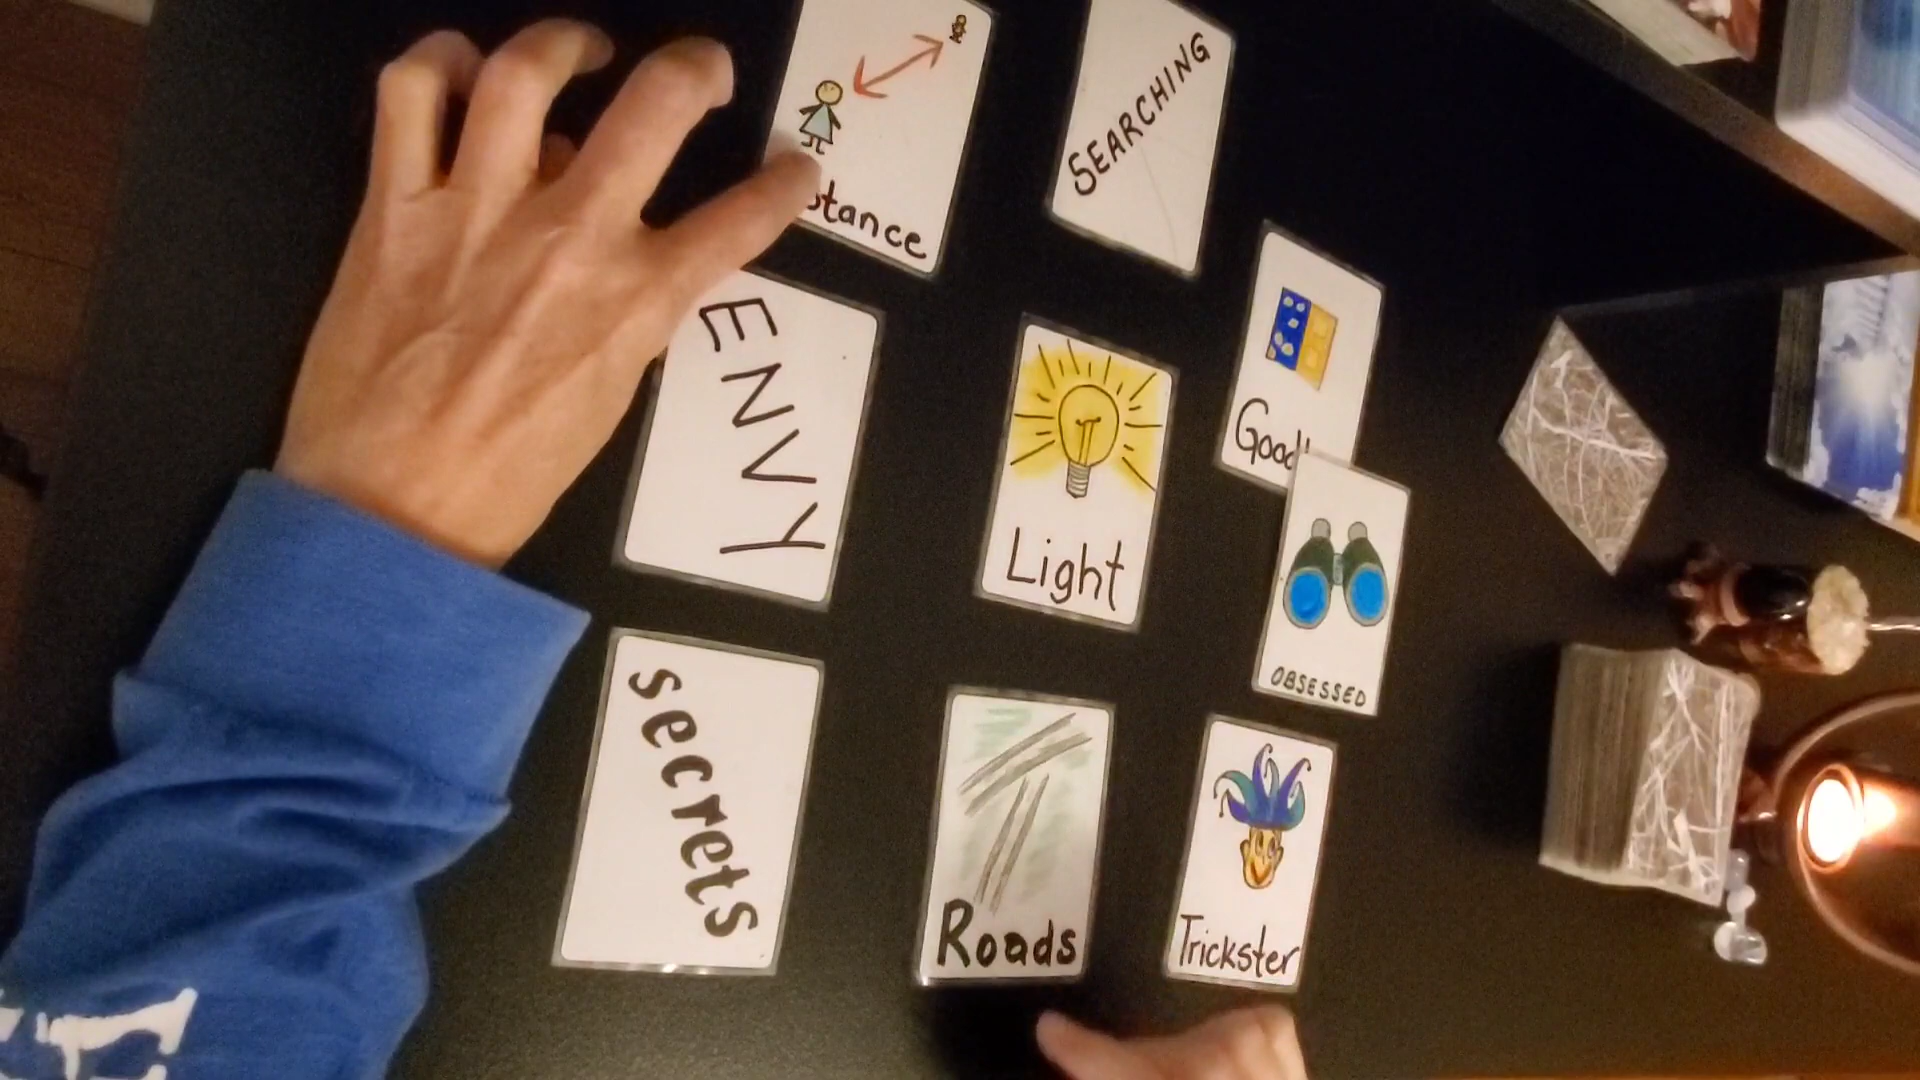 stance
SEARCHING
ENVY
Light
Good
OBSESSED
secrets
Roads
Trickster